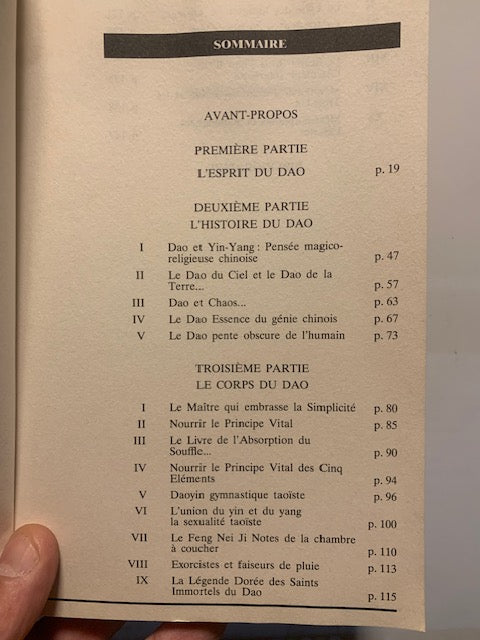 SOMMAIRE
AVANT-PROPOS
PREMIÈRE PARTIE
L'ESPRIT DU DAO p. 19
DEUXIÈME PARTIE
L'HISTOIRE DU DAO
I Dao et Yin-Yang : Pensée magico-
religieuse chinoise p. 47
II Le Dao du Ciel et le Dao de la
Terre... p. 57
III Dao et Chaos... p. 63
IV Le Dao Essence du génie chinois p. 67
V Le Dao pente obscure de l'humain p. 73
TROISIÈME PARTIE
LE CORPS DU DAO
I Le Maître qui embrasse la Simplicité p. 80
II Nourrir le Principe Vital p. 85
III Le Livre de l'Absorption du
Souffle... p. 90
IV Nourrir le Principe Vital des Cinq
Eléments p. 94
V Daoyin gymnastique taoïste p. 96
VI L'union du yin et du yang
la sexualité taoïste p. 100
VII Le Feng Nei Ji Notes de la chambre
à coucher p. 110
VIII Exorcistes et faiseurs de pluie p. 113
IX La Légende Dorée des Saints
Immortels du Dao p. 115